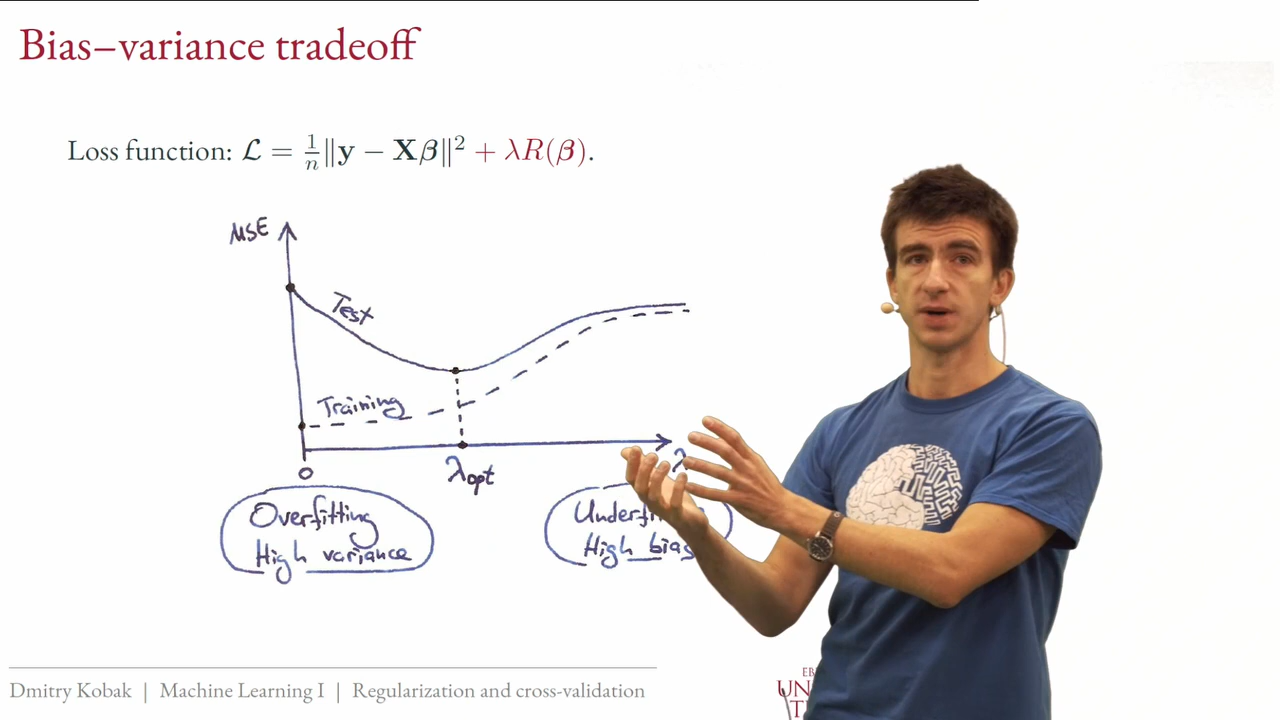 Bias–variance tradeoff
Loss function: 𝓛 = 1/n ‖y − Xβ‖² + λR(β).
MSE
Test
Training
0
λopt
λ
Overfitting
High variance
High bias
Dmitry Kobak | Machine Learning I | Regularization and cross-validation